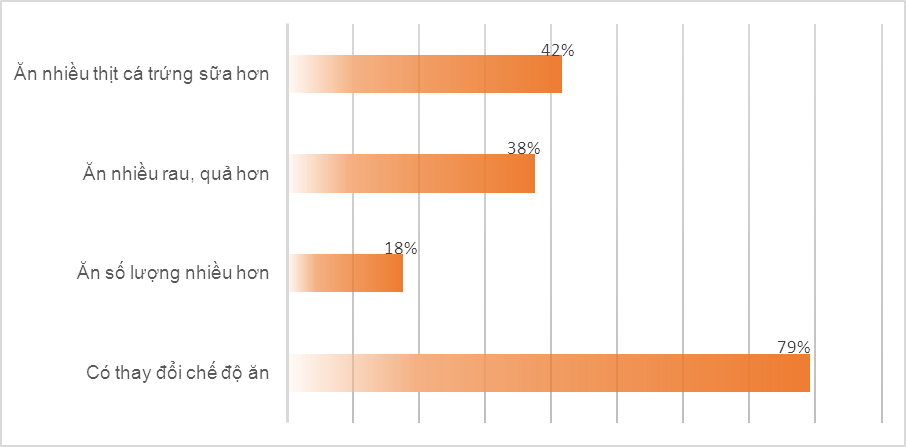 42%
Ăn nhiều thịt cá trứng sữa hơn
38%
Ăn nhiều rau, quả hơn
18%
Ăn số lượng nhiều hơn
79%
Có thay đổi chế độ ăn